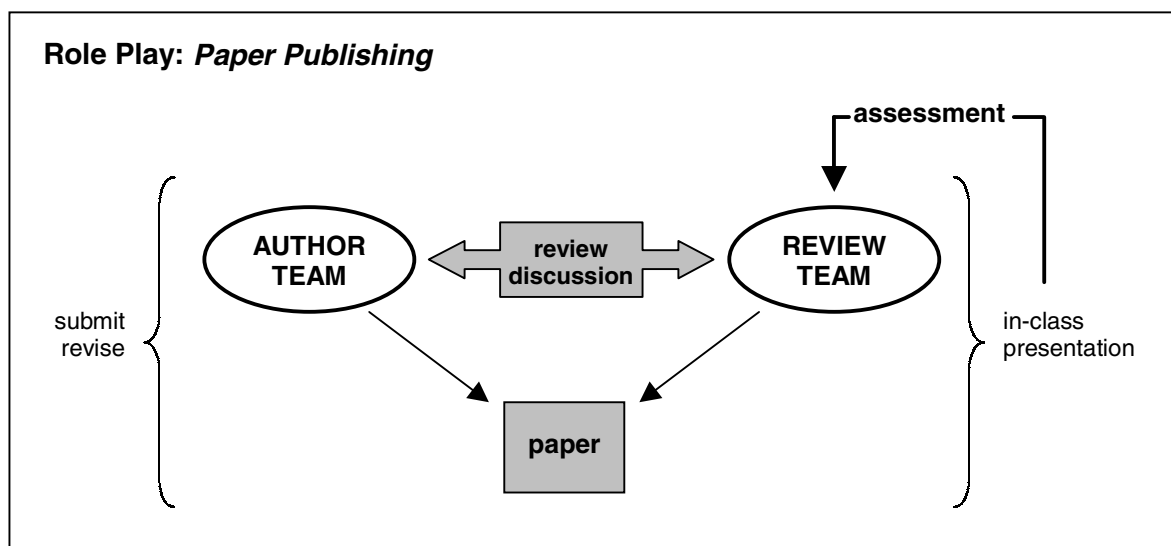 Role Play: Paper Publishing
assessment
AUTHOR
TEAM
review
discussion
REVIEW
TEAM
submit
revise
in-class
presentation
paper